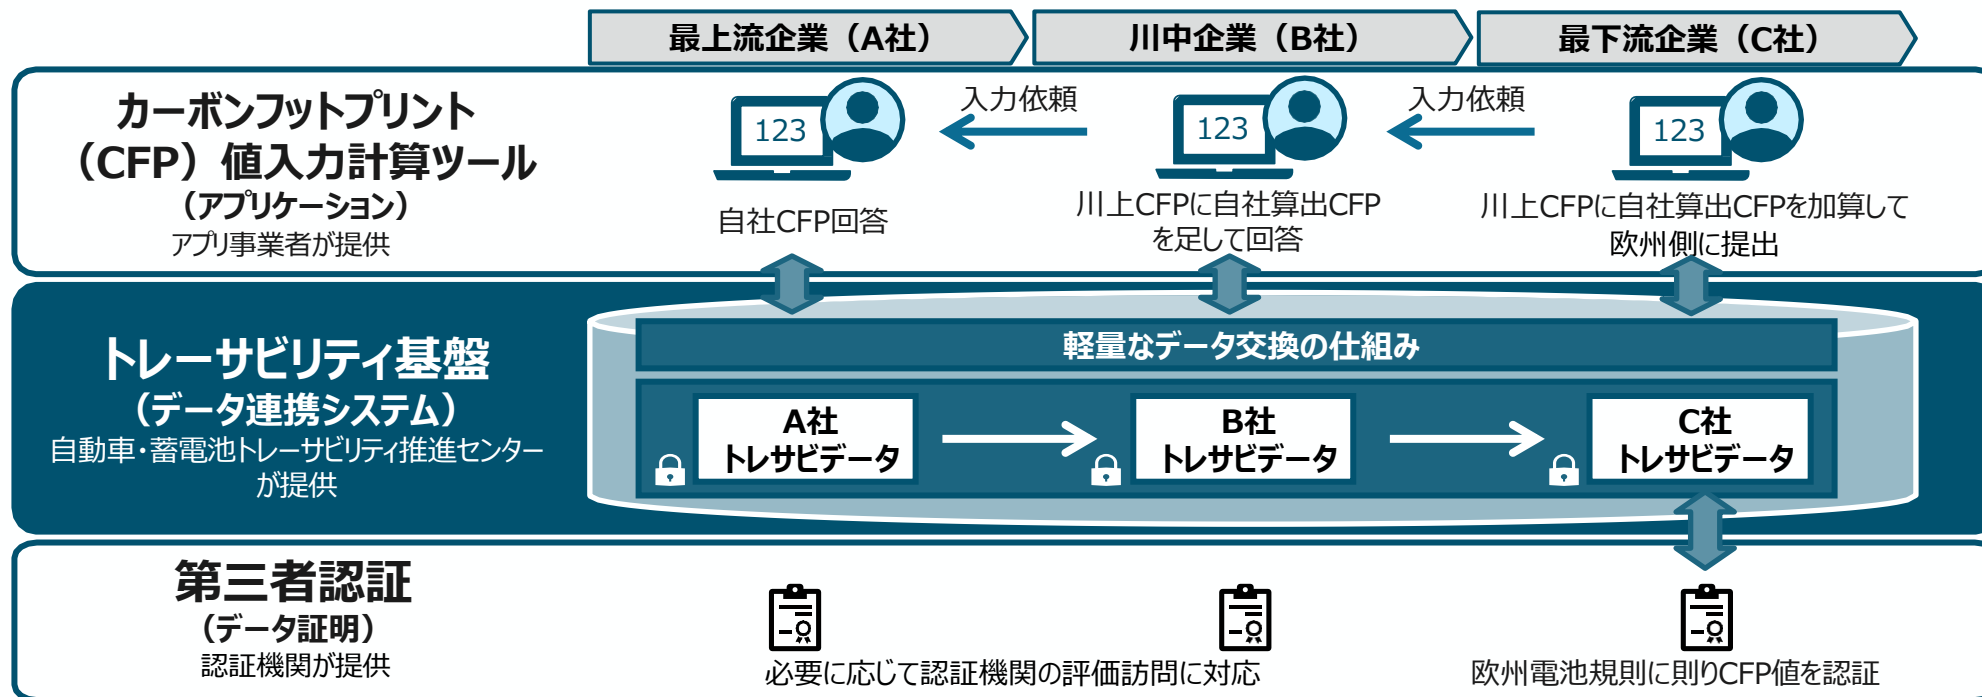 最上流企業（A社）
川中企業（B社）
最下流企業（C社）
カーボンフットプリント
（CFP）値入力計算ツール
（アプリケーション）
アプリ事業者が提供
123
入力依頼
123
入力依頼
123
自社CFP回答
川上CFPに自社算出CFP
を足して回答
川上CFPに自社算出CFPを加算して
欧州側に提出
トレーサビリティ基盤
（データ連携システム）
自動車・蓄電池トレーサビリティ推進センター
が提供
軽量なデータ交換の仕組み
A社
トレサビデータ
B社
トレサビデータ
C社
トレサビデータ
第三者認証
（データ証明）
認証機関が提供
必要に応じて認証機関の評価訪問に対応
欧州電池規則に則りCFP値を認証